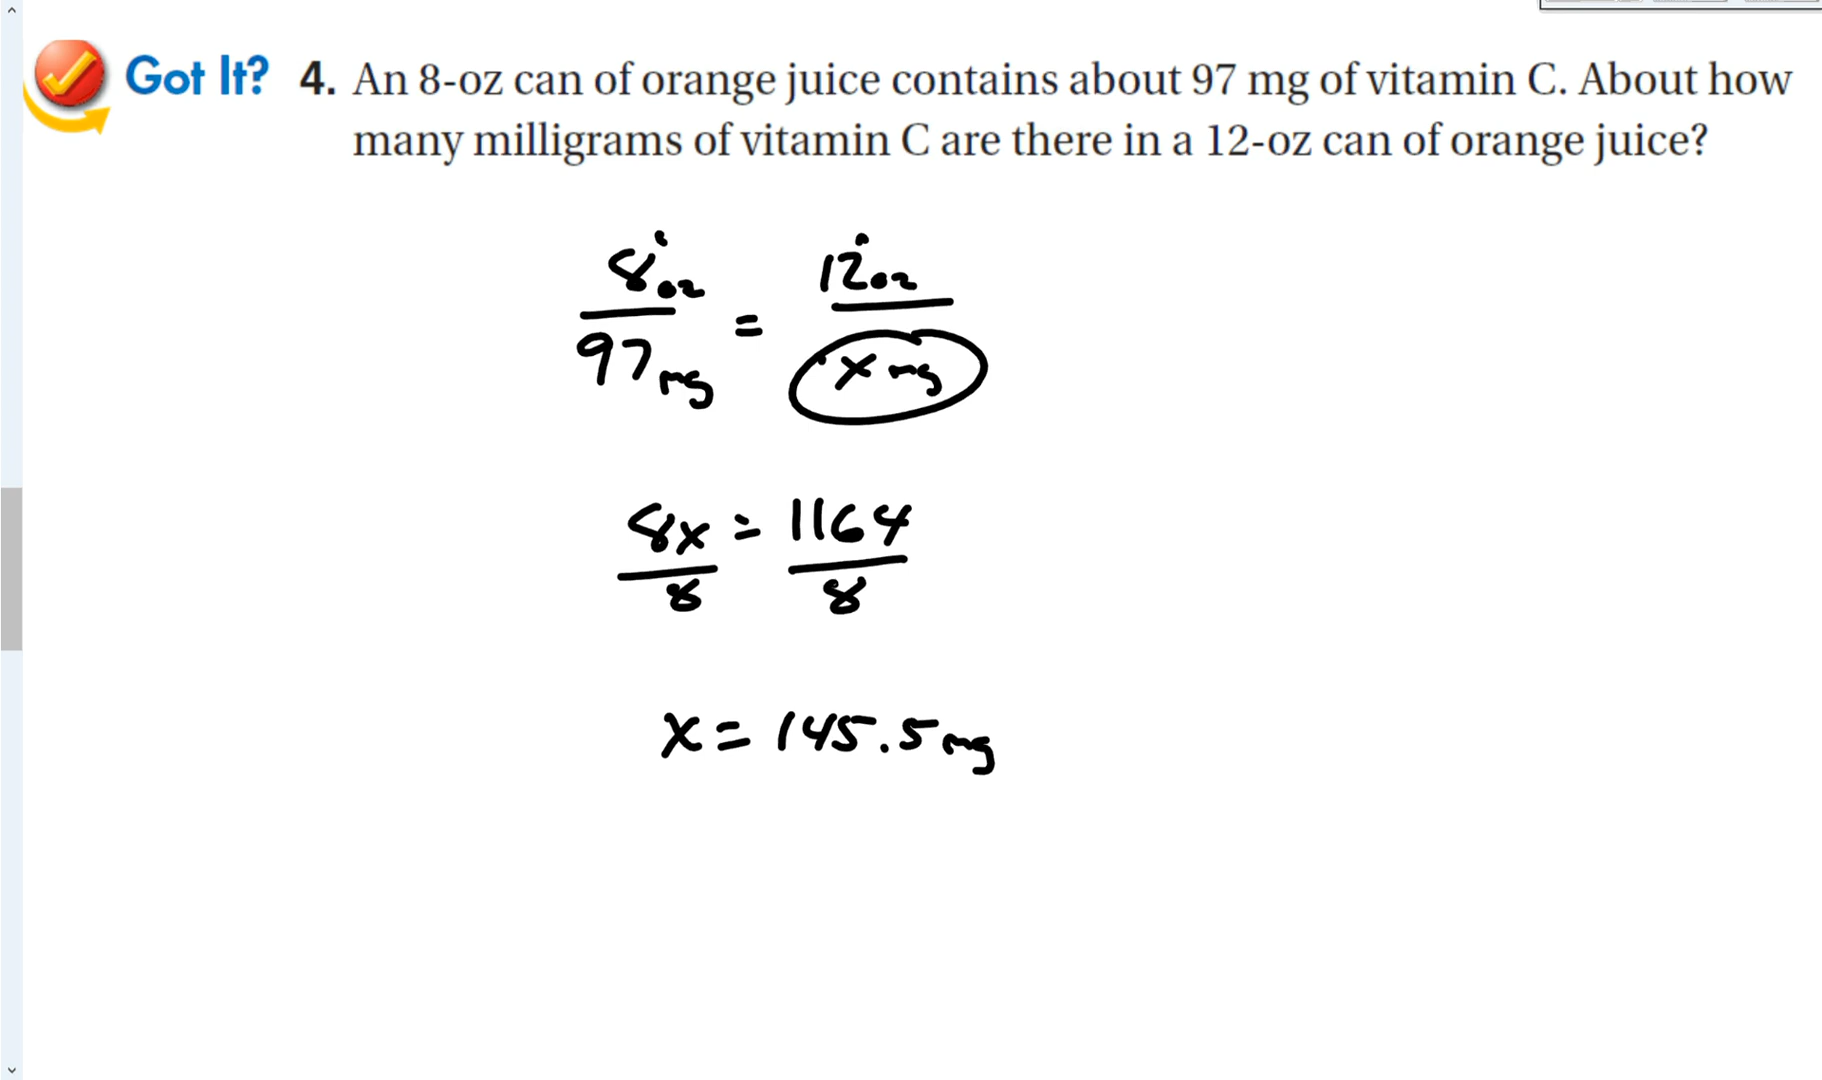 Got It? 4. An 8-oz can of orange juice contains about 97 mg of vitamin C. About how
many milligrams of vitamin C are there in a 12-oz can of orange juice?
8oz/97mg = 12oz/x mg
8x/8 = 1164/8
x = 145.5 mg